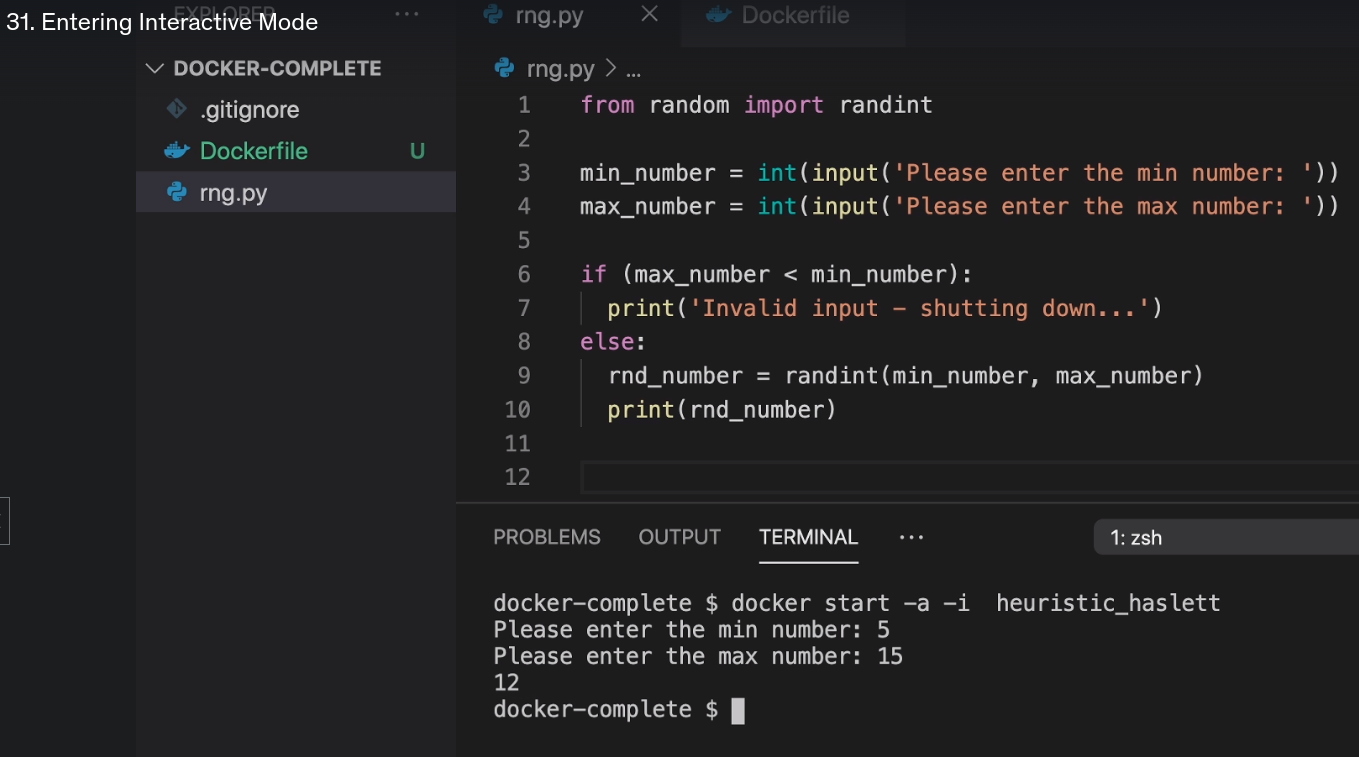 31. Entering Interactive Mode
EXPLORER ...
rng.py
Dockerfile
DOCKER-COMPLETE
.gitignore
Dockerfile U
rng.py
rng.py > ...
1 from random import randint
2
3 min_number = int(input('Please enter the min number: '))
4 max_number = int(input('Please enter the max number: '))
5
6 if (max_number < min_number):
7 print('Invalid input – shutting down...')
8 else:
9 rnd_number = randint(min_number, max_number)
10 print(rnd_number)
11
12
PROBLEMS OUTPUT TERMINAL ... 1: zsh
docker-complete $ docker start -a -i  heuristic_haslett
Please enter the min number: 5
Please enter the max number: 15
12
docker-complete $